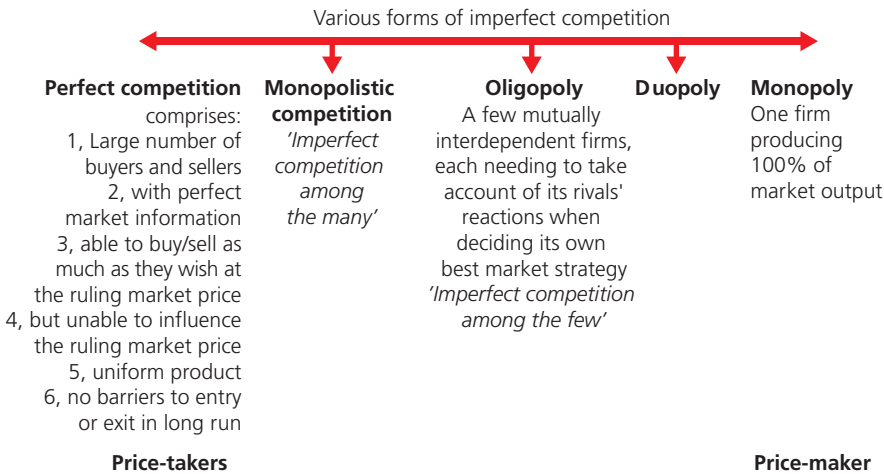 Various forms of imperfect competition
Perfect competition
comprises:
1, Large number of
buyers and sellers
2, with perfect
market information
3, able to buy/sell as
much as they wish at
the ruling market price
4, but unable to influence
the ruling market price
5, uniform product
6, no barriers to entry
or exit in long run
Price-takers
Monopolistic
competition
‘Imperfect
competition
among
the many’
Oligopoly
A few mutually
interdependent firms,
each needing to take
account of its rivals'
reactions when
deciding its own
best market strategy
‘Imperfect competition
among the few’
Duopoly
Monopoly
One firm
producing
100% of
market output
Price-maker